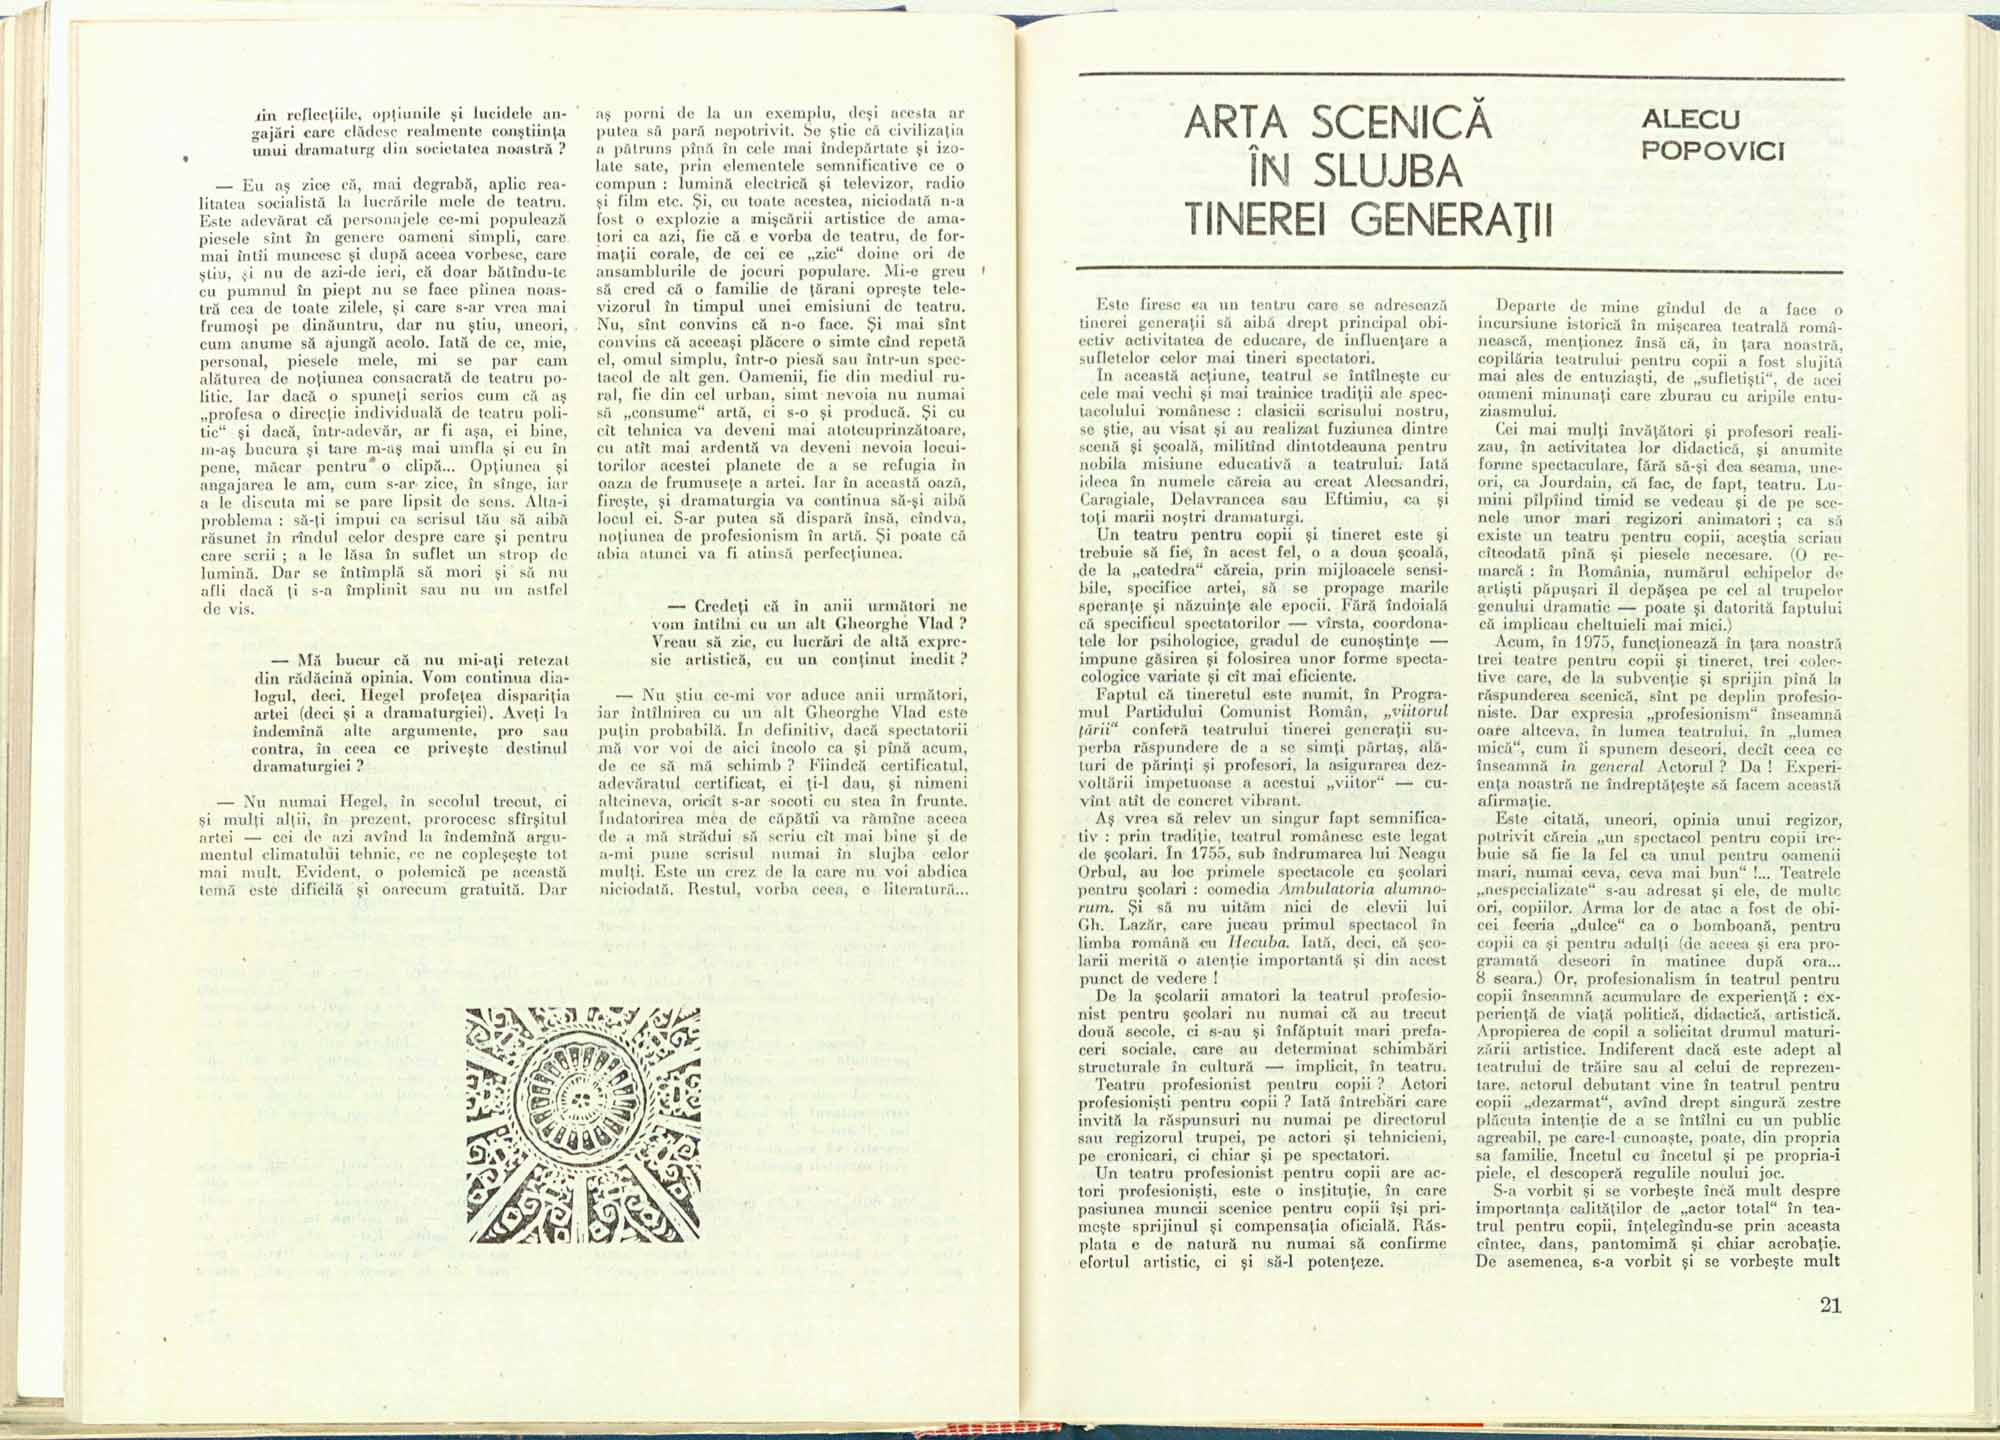 din reflecțiile, opțiunile și lucidele an-
gajări care clădesc realmente conștiința
unui dramaturg din societatea noastră ?
— Eu aș zice că, mai degrabă, aplic rea-
litatea socialistă la lucrările mele de teatru.
Este adevărat că personajele ce-mi populează
piesele sînt în genere oameni simpli, care
mai întîi muncesc și după aceea vorbesc, care
știu, și nu de azi-de ieri, că doar bătîndu-te
cu pumnul în piept nu se face pîinea noas-
tră cea de toate zilele, și care s-ar vrea mai
frumoși pe dinăuntru, dar nu știu, uneori,
cum anume să ajungă acolo. Iată de ce, mie,
personal, piesele mele, mi se par cam
alăturea de noțiunea consacrată de teatru po-
litic. Iar dacă o spuneți serios cum că aș
„profesa o direcție individuală de teatru poli-
tic“ și dacă, într-adevăr, ar fi așa, ei bine,
m-aș bucura și tare m-aș mai umfla și eu în
pene, măcar pentru o clipă... Opțiunea și
angajarea le am, cum s-ar zice, în sînge, iar
a le discuta mi se pare lipsit de sens. Alta-i
problema : să-ți impui ca scrisul tău să aibă
răsunet în rîndul celor despre care și pentru
care scrii ; a le lăsa în suflet un strop de
lumină. Dar se întîmplă să mori și să nu
afli dacă ți s-a împlinit sau nu un astfel
de vis.
— Mă bucur că nu mi-ați retezat
din rădăcină opinia. Vom continua dia-
logul, deci. Hegel profețea dispariția
artei (deci și a dramaturgiei). Aveți la
îndemînă alte argumente, pro sau
contra, în ceea ce privește destinul
dramaturgiei ?
— Nu numai Hegel, în secolul trecut, ci
și mulți alții, în prezent, prorocesc sfîrșitul
artei — cei de azi avînd la îndemînă argu-
mentul climatului tehnic, ce ne copleșește tot
mai mult. Evident, o polemică pe această
temă este dificilă și oarecum gratuită. Dar
aș porni de la un exemplu, deși acesta ar
putea să pară nepotrivit. Se știe că civilizația
a pătruns pînă în cele mai îndepărtate și izo-
late sate, prin elementele semnificative ce o
compun : lumină electrică și televizor, radio
și film etc. Și, cu toate acestea, niciodată n-a
fost o explozie a mișcării artistice de ama-
tori ca azi, fie că e vorba de teatru, de for-
mații corale, de cei ce „zic“ doine ori de
ansamblurile de jocuri populare. Mi-e greu
să cred că o familie de țărani oprește tele-
vizorul în timpul unei emisiuni de teatru.
Nu, sînt convins că n-o face. Și mai sînt
convins că aceeași plăcere o simte cînd repetă
el, omul simplu, într-o piesă sau într-un spec-
tacol de alt gen. Oamenii, fie din mediul ru-
ral, fie din cel urban, simt nevoia nu numai
să „consume“ artă, ci s-o și producă. Și cu
cît tehnica va deveni mai atotcuprinzătoare,
cu atît mai ardentă va deveni nevoia locui-
torilor acestei planete de a se refugia în
oaza de frumusețe a artei. Iar în această oază,
firește, și dramaturgia va continua să-și aibă
locul ei. S-ar putea să dispară însă, cîndva,
noțiunea de profesionism în artă. Și poate că
abia atunci va fi atinsă perfecțiunea.
— Credeți că în anii următori ne
vom întîlni cu un alt Gheorghe Vlad ?
Vreau să zic, cu lucrări de altă expre-
sie artistică, cu un conținut inedit ?
— Nu știu ce-mi vor aduce anii următori,
iar întîlnirea cu un alt Gheorghe Vlad este
puțin probabilă. În definitiv, dacă spectatorii
mă vor voi de aici încolo ca și pînă acum,
de ce să mă schimb ? Fiindcă certificatul,
adevăratul certificat, ei ți-l dau, și nimeni
altcineva, oricît s-ar socoti cu stea în frunte.
Îndatorirea mea de căpătîi va rămîne aceea
de a mă strădui să scriu cît mai bine și de
a-mi pune scrisul numai în slujba celor
mulți. Este un crez de la care nu voi abdica
niciodată. Restul, vorba ceea, e literatură...
ARTA SCENICĂ
ÎN SLUJBA
TINEREI GENERAȚII
ALECU
POPOVICI
Este firesc ca un teatru care se adresează
tinerei generații să aibă drept principal obi-
ectiv activitatea de educare, de influențare a
sufletelor celor mai tineri spectatori.
În această acțiune, teatrul se întîlnește cu
cele mai vechi și mai trainice tradiții ale spec-
tacolului românesc : clasicii scrisului nostru,
se știe, au visat și au realizat fuziunea dintre
scenă și școală, militînd dintotdeauna pentru
nobila misiune educativă a teatrului. Iată
ideea în numele căreia au creat Alecsandri,
Caragiale, Delavrancea sau Eftimiu, ca și
toți marii noștri dramaturgi.
Un teatru pentru copii și tineret este și
trebuie să fie, în acest fel, o a doua școală,
de la „catedra“ căreia, prin mijloacele sensi-
bile, specifice artei, să se propage marile
speranțe și năzuințe ale epocii. Fără îndoială
că specificul spectatorilor — vîrsta, coordona-
tele lor psihologice, gradul de cunoștințe —
impune găsirea și folosirea unor forme specta-
cologice variate și cît mai eficiente.
Faptul că tineretul este numit, în Progra-
mul Partidului Comunist Român, „viitorul
țării“ conferă teatrului tinerei generații su-
perba răspundere de a se simți părtaș, ală-
turi de părinți și profesori, la asigurarea dez-
voltării impetuoase a acestui „viitor“ — cu-
vînt atît de concret vibrant.
Aș vrea să relev un singur fapt semnifica-
tiv : prin tradiție, teatrul românesc este legat
de școlari. În 1755, sub îndrumarea lui Neagu
Orbul, au loc primele spectacole cu școlari
pentru școlari : comedia Ambulatoria alumno-
rum. Și să nu uităm nici de elevii lui
Gh. Lazăr, care jucau primul spectacol în
limba română cu Hecuba. Iată, deci, că șco-
larii merită o atenție importantă și din acest
punct de vedere !
De la școlarii amatori la teatrul profesio-
nist pentru școlari nu numai că au trecut
două secole, ci s-au și înfăptuit mari prefa-
ceri sociale, care au determinat schimbări
structurale în cultură — implicit, în teatru.
Teatru profesionist pentru copii ? Actori
profesioniști pentru copii ? Iată întrebări care
invită la răspunsuri nu numai pe directorul
sau regizorul trupei, pe actori și tehnicieni,
pe cronicari, ci chiar și pe spectatori.
Un teatru profesionist pentru copii are ac-
tori profesioniști, este o instituție, în care
pasiunea muncii scenice pentru copii își pri-
mește sprijinul și compensația oficială. Răs-
plata e de natură nu numai să confirme
efortul artistic, ci și să-l potențeze.
Departe de mine gîndul de a face o
incursiune istorică în mișcarea teatrală româ-
nească, menționez însă că, în țara noastră,
copilăria teatrului pentru copii a fost slujită
mai ales de entuziaști, de „sufletiști“, de acei
oameni minunați care zburau cu aripile entu-
ziasmului.
Cei mai mulți învățători și profesori reali-
zau, în activitatea lor didactică, și anumite
forme spectaculare, fără să-și dea seama, une-
ori, ca Jourdain, că fac, de fapt, teatru. Lu-
mini pîlpîind timid se vedeau și de pe sce-
nele unor mari regizori animatori ; ca să
existe un teatru pentru copii, aceștia scriau
cîteodată pînă și piesele necesare. (O re-
marcă : în România, numărul echipelor de
artiști păpușari îl depășea pe cel al trupelor
genului dramatic — poate și datorită faptului
că implicau cheltuieli mai mici.)
Acum, în 1975, funcționează în țara noastră
trei teatre pentru copii și tineret, trei colec-
tive care, de la subvenție și sprijin pînă la
răspunderea scenică, sînt pe deplin profesio-
niste. Dar expresia „profesionism“ înseamnă
oare altceva, în lumea teatrului, în „lumea
mică“, cum îi spunem deseori, decît ceea ce
înseamnă în general Actorul ? Da ! Experi-
ența noastră ne îndreptățește să facem această
afirmație.
Este citată, uneori, opinia unui regizor,
potrivit căreia „un spectacol pentru copii tre-
buie să fie la fel ca unul pentru oamenii
mari, numai ceva, ceva mai bun“ !... Teatrele
„nespecializate“ s-au adresat și ele, de multe
ori, copiilor. Arma lor de atac a fost de obi-
cei feeria „dulce“ ca o bomboană, pentru
copii ca și pentru adulți (de aceea și era pro-
gramată deseori în matinee după ora...
8 seara.) Or, profesionalism în teatrul pentru
copii înseamnă acumulare de experiență : ex-
periență de viață politică, didactică, artistică.
Apropierea de copil a solicitat drumul maturi-
zării artistice. Indiferent dacă este adept al
teatrului de trăire sau al celui de reprezen-
tare, actorul debutant vine în teatrul pentru
copii „dezarmat“, avînd drept singură zestre
plăcuta intenție de a se întîlni cu un public
agreabil, pe care-l cunoaște, poate, din propria
sa familie. Încetul cu încetul și pe propria-i
piele, el descoperă regulile noului joc.
S-a vorbit și se vorbește încă mult despre
importanța calităților de „actor total“ în tea-
trul pentru copii, înțelegîndu-se prin aceasta
cîntec, dans, pantomimă și chiar acrobație.
De asemenea, s-a vorbit și se vorbește mult
21